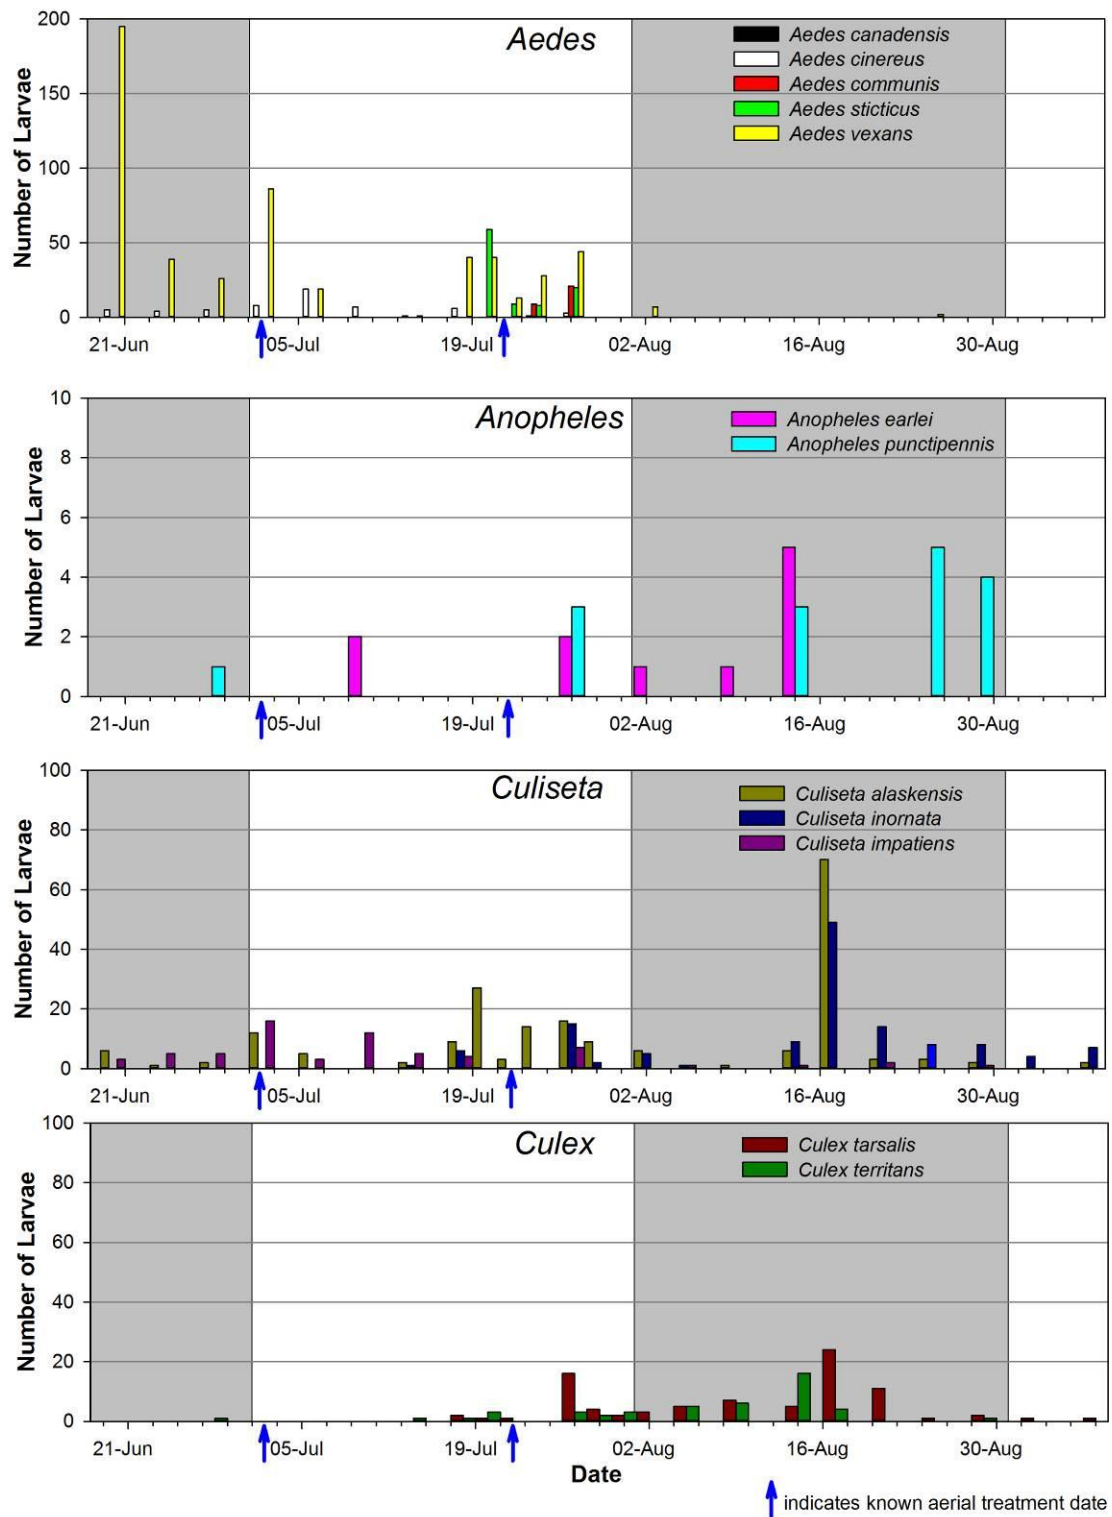 Aedes
Number of Larvae
200
150
100
50
0
Aedes canadensis
Aedes cinereus
Aedes communis
Aedes sticticus
Aedes vexans
21-Jun 05-Jul 19-Jul 02-Aug 16-Aug 30-Aug
Anopheles
Number of Larvae
10
8
6
4
2
0
Anopheles earlei
Anopheles punctipennis
21-Jun 05-Jul 19-Jul 02-Aug 16-Aug 30-Aug
Culiseta
Number of Larvae
100
80
60
40
20
0
Culiseta alaskensis
Culiseta inornata
Culiseta impatiens
21-Jun 05-Jul 19-Jul 02-Aug 16-Aug 30-Aug
Culex
Number of Larvae
100
80
60
40
20
0
Culex tarsalis
Culex territans
21-Jun 05-Jul 19-Jul 02-Aug 16-Aug 30-Aug
Date
indicates known aerial treatment date